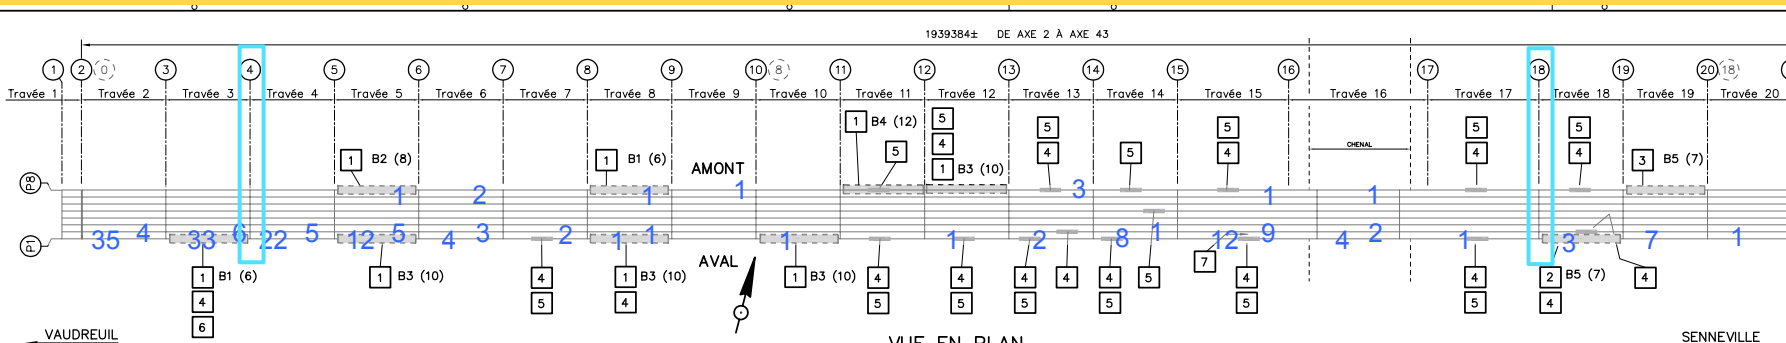 1939384± DE AXE 2 À AXE 43
1 2 0 3 4 5 6 7 8 9 10 8 11 12 13 14 15 16 17 18 19 20 18
Travée 1 Travée 2 Travée 3 Travée 4 Travée 5 Travée 6 Travée 7 Travée 8 Travée 9 Travée 10 Travée 11 Travée 12 Travée 13 Travée 14 Travée 15 Travée 16 Travée 17 Travée 18 Travée 19 Travée 20
1 B4 (12) 5 5 5 5 5
4 4 5 4 CHENAL 4 4
1 B2 (8) 1 B1 (6) 5 1 B3 (10) 3 B5 (7)
AMONT
P8 1 2 1 1 3 1 1
P1 35 4 33 6 22 5 12 5 4 3 2 1 1 1 1 2 8 1 12 9 4 2 1 3 7 1
AVAL 7
1 B1 (6) 1 B3 (10) 4 1 B3 (10) 1 B3 (10) 4 4 4 4 4 5 4 4 2 B5 (7) 4
4 5 4 5 5 5 5 5 5 4
6
VAUDREUIL VUE EN PLAN SENNEVILLE